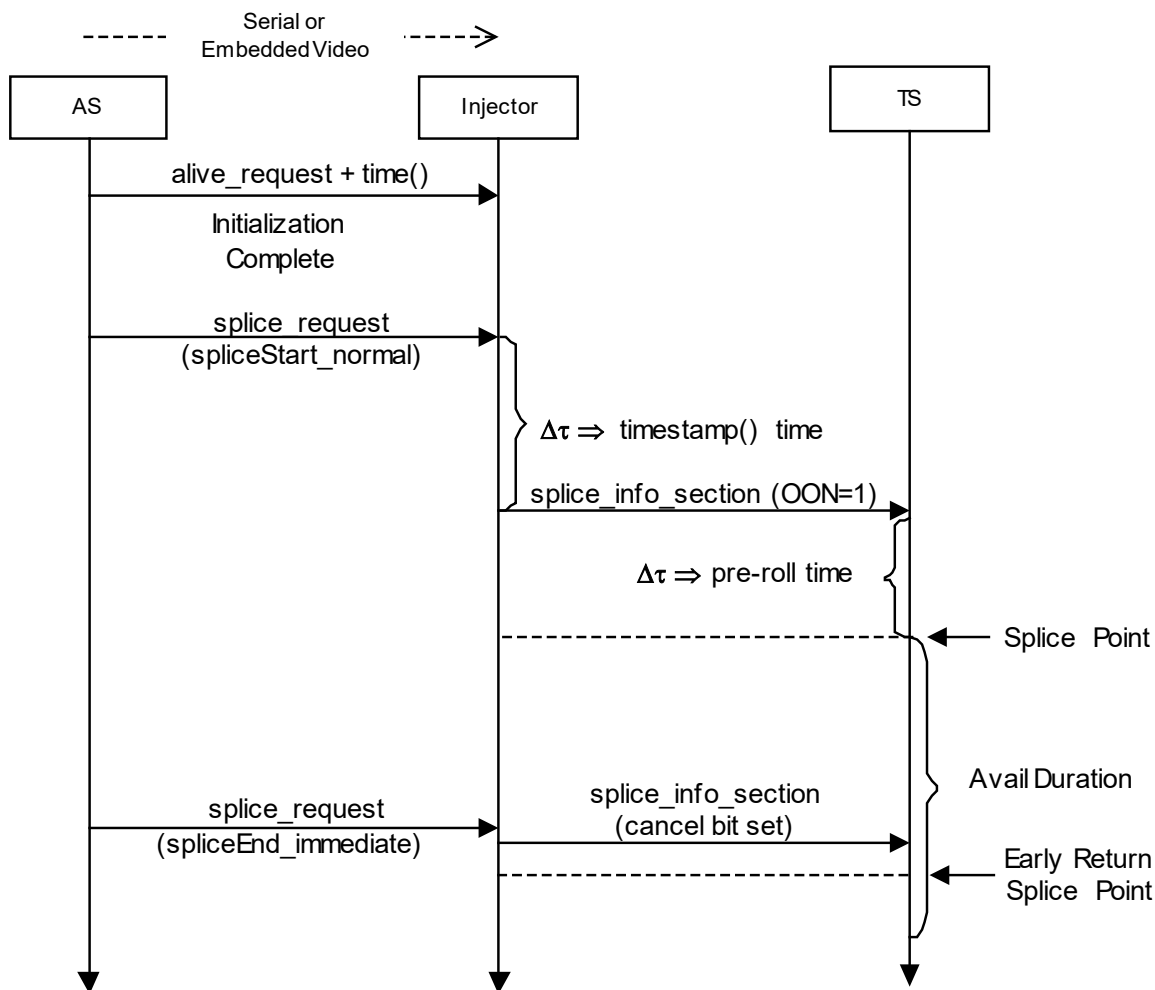 Serial or
Embedded Video
AS
Injector
TS
alive_request + time()
Initialization
Complete
splice_request
(spliceStart_normal)
Δτ ⇒ timestamp() time
splice_info_section (OON=1)
Δτ ⇒ pre-roll time
Splice Point
Avail Duration
splice_request
(spliceEnd_immediate)
splice_info_section
(cancel bit set)
Early Return
Splice Point